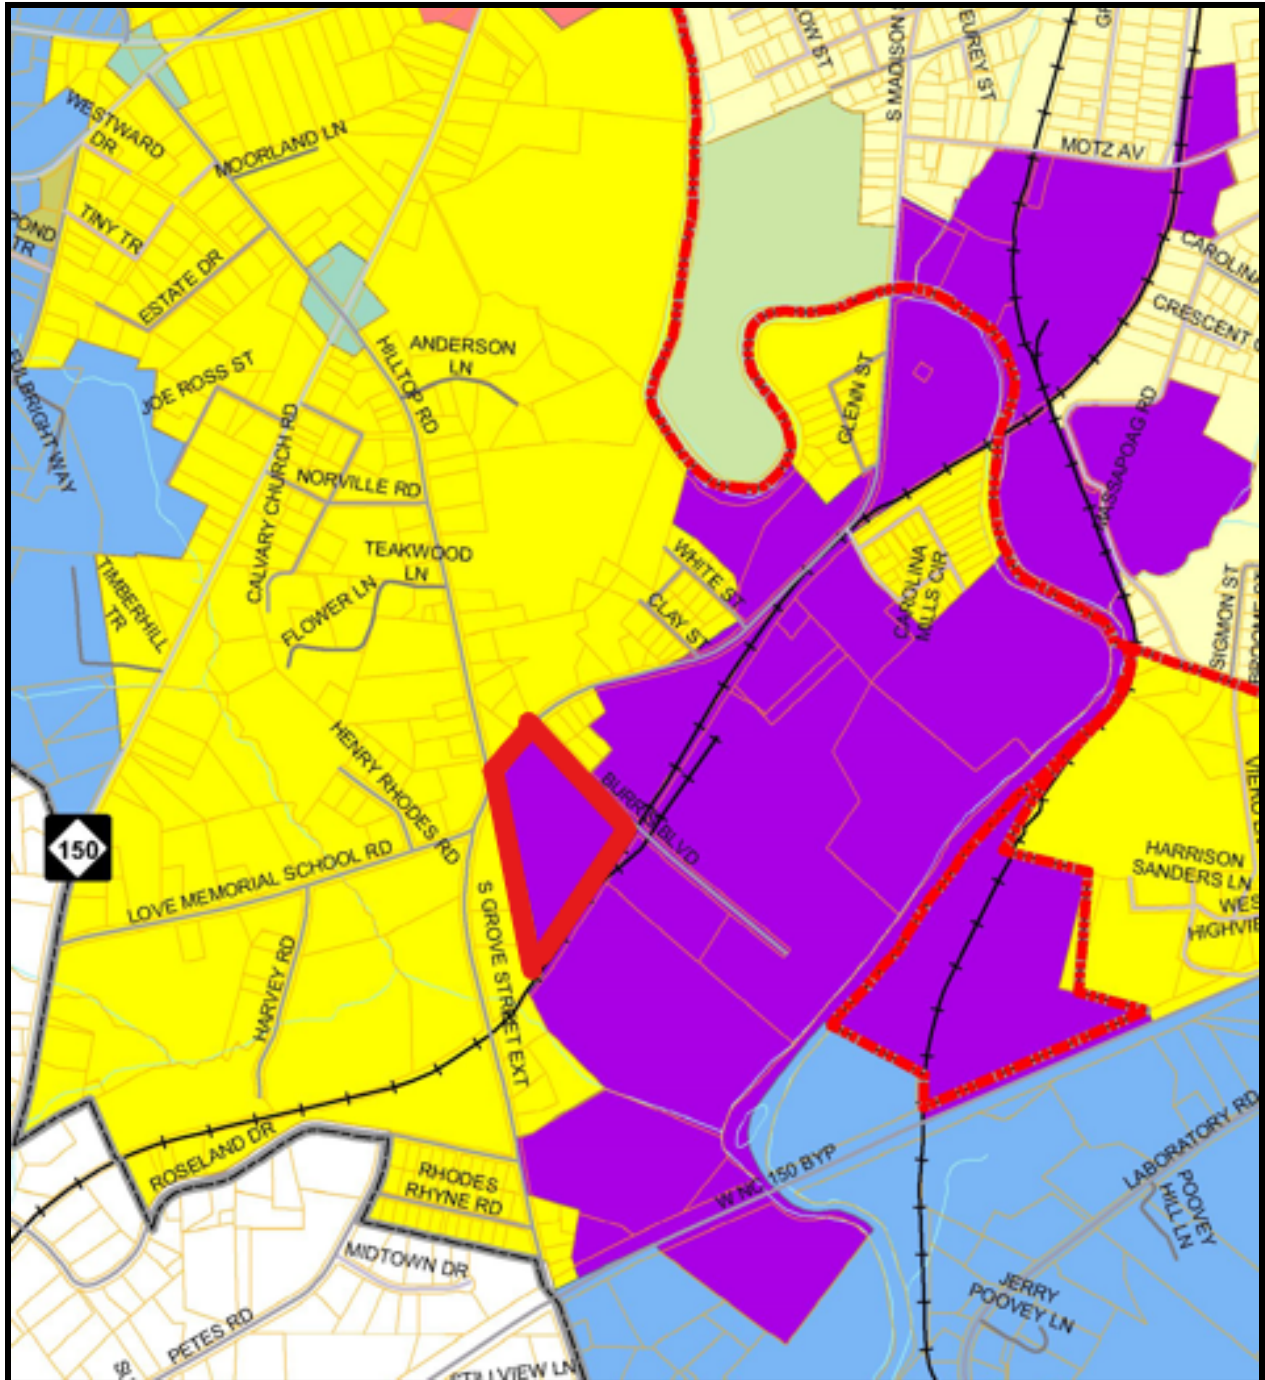 S MADISON
MOTZ AV
WESTWARD
DR
MOORLAND LN
TINY TR
POND
TR
ESTATE DR
CAROLINA
CRESCENT
ANDERSON
LN
HILLTOP RD
JOE ROSS ST
GLENN ST
CALVARY CHURCH RD
NORVILLE RD
TEAKWOOD
LN
FLOWER LN
TIMBERHILL
TR
WHITE ST
CLAY ST
CAROLINA
MILLS CIR
SIGMON ST
HENRY RHODES RD
BURRIS BLVD
150
LOVE MEMORIAL SCHOOL RD
HARRISON
SANDERS LN
HARVEY RD
S GROVE STREET EXT
ROSELAND DR
RHODES
RHYNE RD
W NC 150 BYP
LABORATORY RD
POOVEY
HILL LN
MIDTOWN DR
JERRY
POOVEY LN
PETES RD